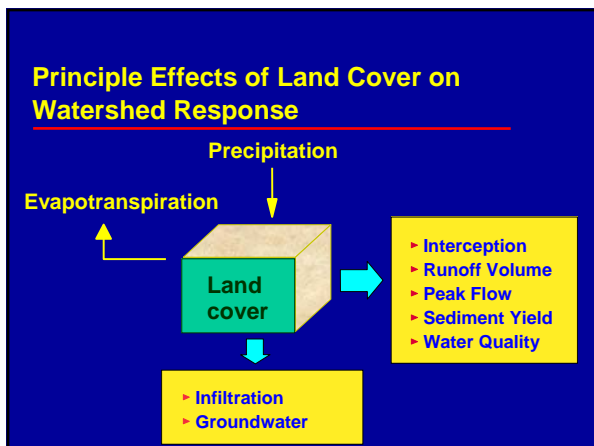 Principle Effects of Land Cover on
Watershed Response
Precipitation
Evapotranspiration
Land
cover
Interception
Runoff Volume
Peak Flow
Sediment Yield
Water Quality
Infiltration
Groundwater